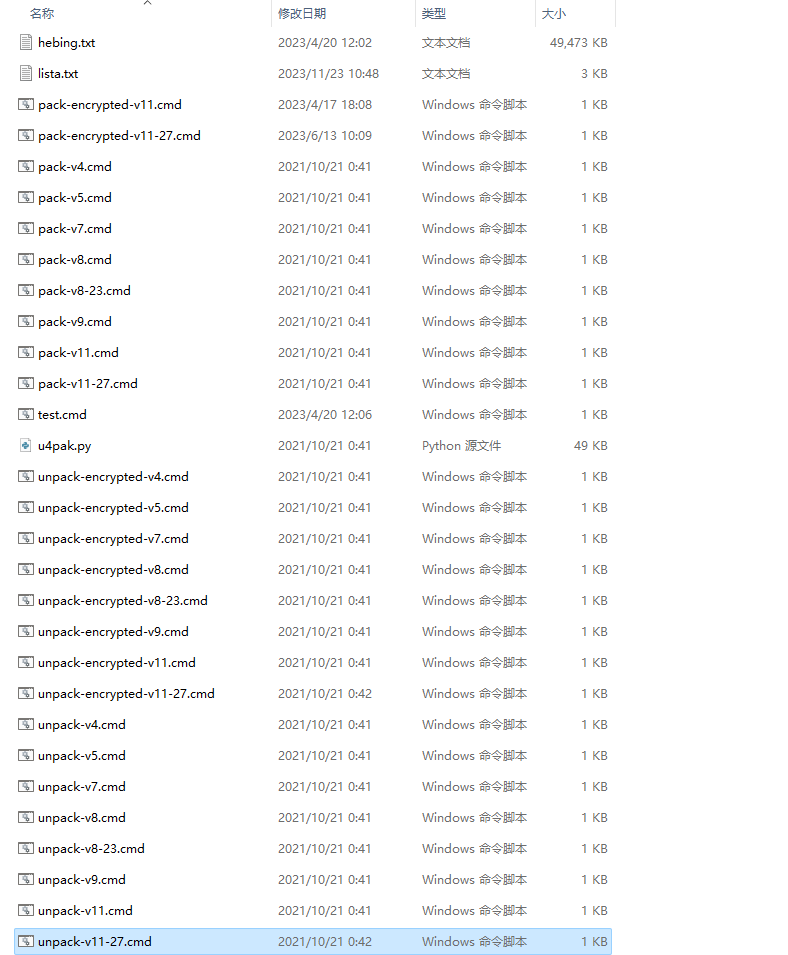 名称 修改日期 类型 大小
hebing.txt 2023/4/20 12:02 文本文档 49,473 KB
lista.txt 2023/11/23 10:48 文本文档 3 KB
pack-encrypted-v11.cmd 2023/4/17 18:08 Windows 命令脚本 1 KB
pack-encrypted-v11-27.cmd 2023/6/13 10:09 Windows 命令脚本 1 KB
pack-v4.cmd 2021/10/21 0:41 Windows 命令脚本 1 KB
pack-v5.cmd 2021/10/21 0:41 Windows 命令脚本 1 KB
pack-v7.cmd 2021/10/21 0:41 Windows 命令脚本 1 KB
pack-v8.cmd 2021/10/21 0:41 Windows 命令脚本 1 KB
pack-v8-23.cmd 2021/10/21 0:41 Windows 命令脚本 1 KB
pack-v9.cmd 2021/10/21 0:41 Windows 命令脚本 1 KB
pack-v11.cmd 2021/10/21 0:41 Windows 命令脚本 1 KB
pack-v11-27.cmd 2021/10/21 0:41 Windows 命令脚本 1 KB
test.cmd 2023/4/20 12:06 Windows 命令脚本 1 KB
u4pak.py 2021/10/21 0:41 Python 源文件 49 KB
unpack-encrypted-v4.cmd 2021/10/21 0:41 Windows 命令脚本 1 KB
unpack-encrypted-v5.cmd 2021/10/21 0:41 Windows 命令脚本 1 KB
unpack-encrypted-v7.cmd 2021/10/21 0:41 Windows 命令脚本 1 KB
unpack-encrypted-v8.cmd 2021/10/21 0:41 Windows 命令脚本 1 KB
unpack-encrypted-v8-23.cmd 2021/10/21 0:41 Windows 命令脚本 1 KB
unpack-encrypted-v9.cmd 2021/10/21 0:41 Windows 命令脚本 1 KB
unpack-encrypted-v11.cmd 2021/10/21 0:41 Windows 命令脚本 1 KB
unpack-encrypted-v11-27.cmd 2021/10/21 0:42 Windows 命令脚本 1 KB
unpack-v4.cmd 2021/10/21 0:41 Windows 命令脚本 1 KB
unpack-v5.cmd 2021/10/21 0:41 Windows 命令脚本 1 KB
unpack-v7.cmd 2021/10/21 0:41 Windows 命令脚本 1 KB
unpack-v8.cmd 2021/10/21 0:41 Windows 命令脚本 1 KB
unpack-v8-23.cmd 2021/10/21 0:41 Windows 命令脚本 1 KB
unpack-v9.cmd 2021/10/21 0:41 Windows 命令脚本 1 KB
unpack-v11.cmd 2021/10/21 0:41 Windows 命令脚本 1 KB
unpack-v11-27.cmd 2021/10/21 0:42 Windows 命令脚本 1 KB